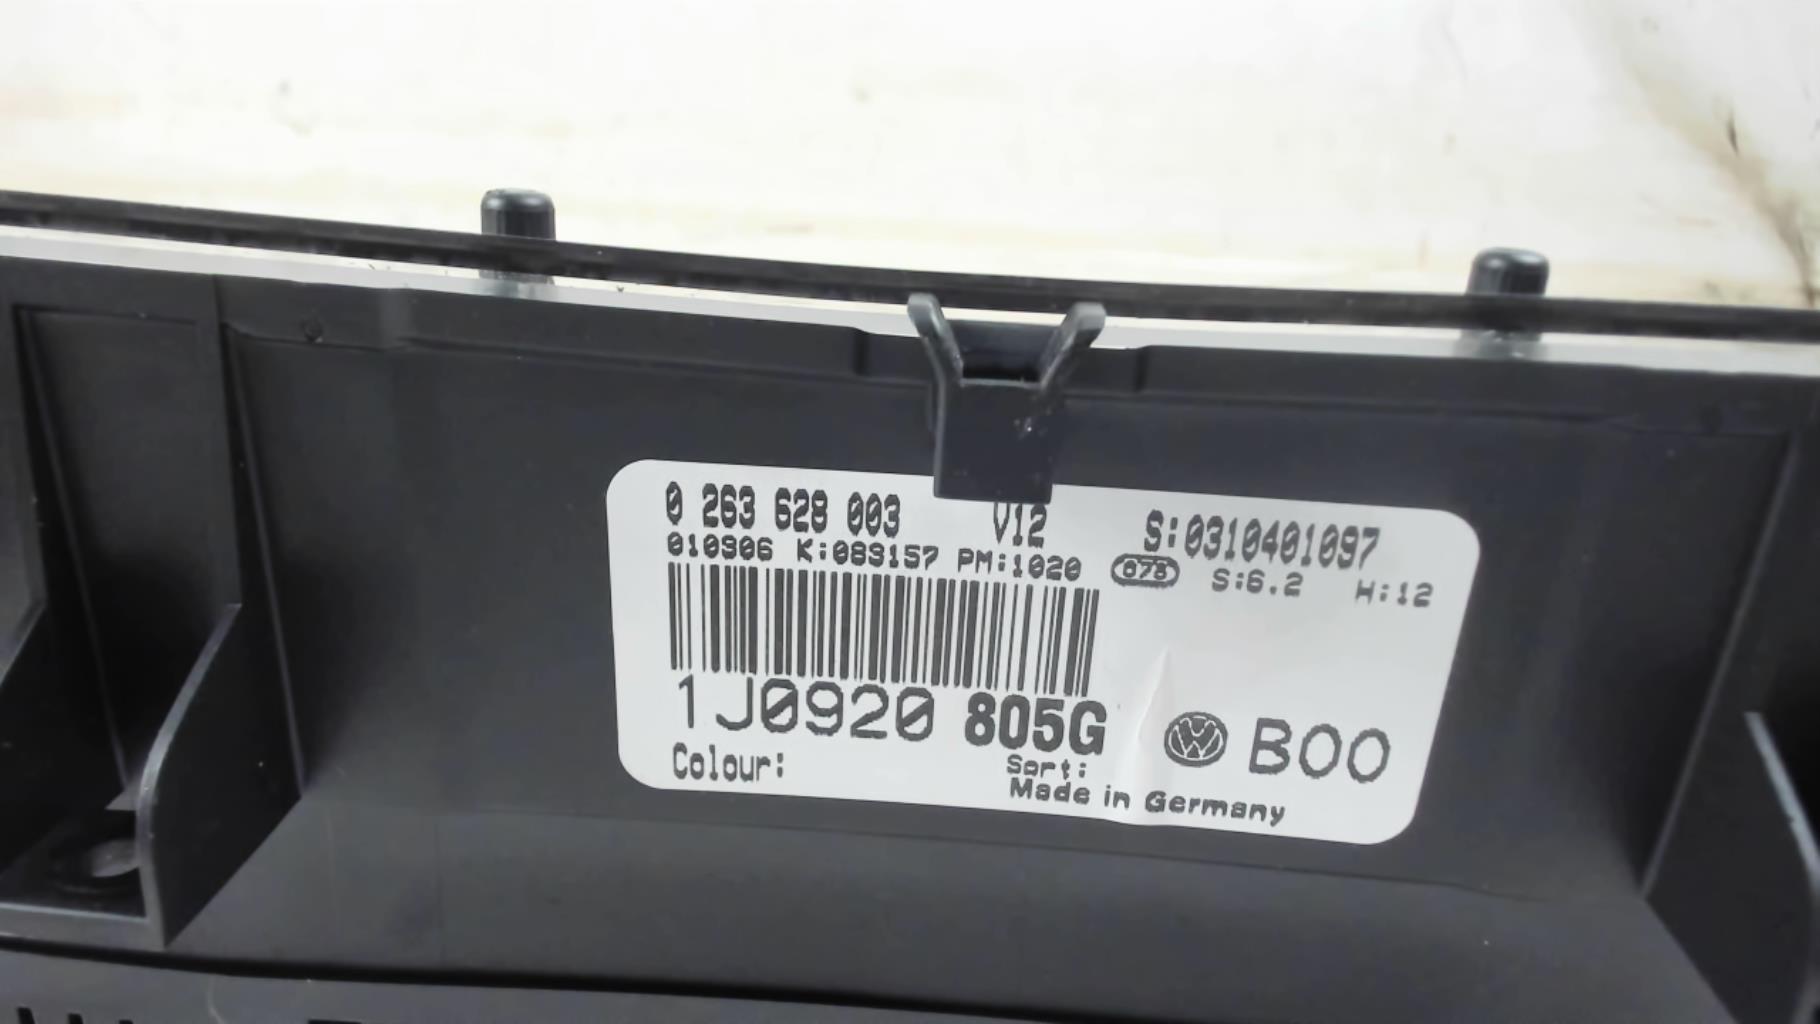 0 263 628 003 V12 S:0310401097
010906 K:089157 PM:1020 678 S:6.2 H:12
1J0920 805G B00
Colour: Sort:
Made in Germany